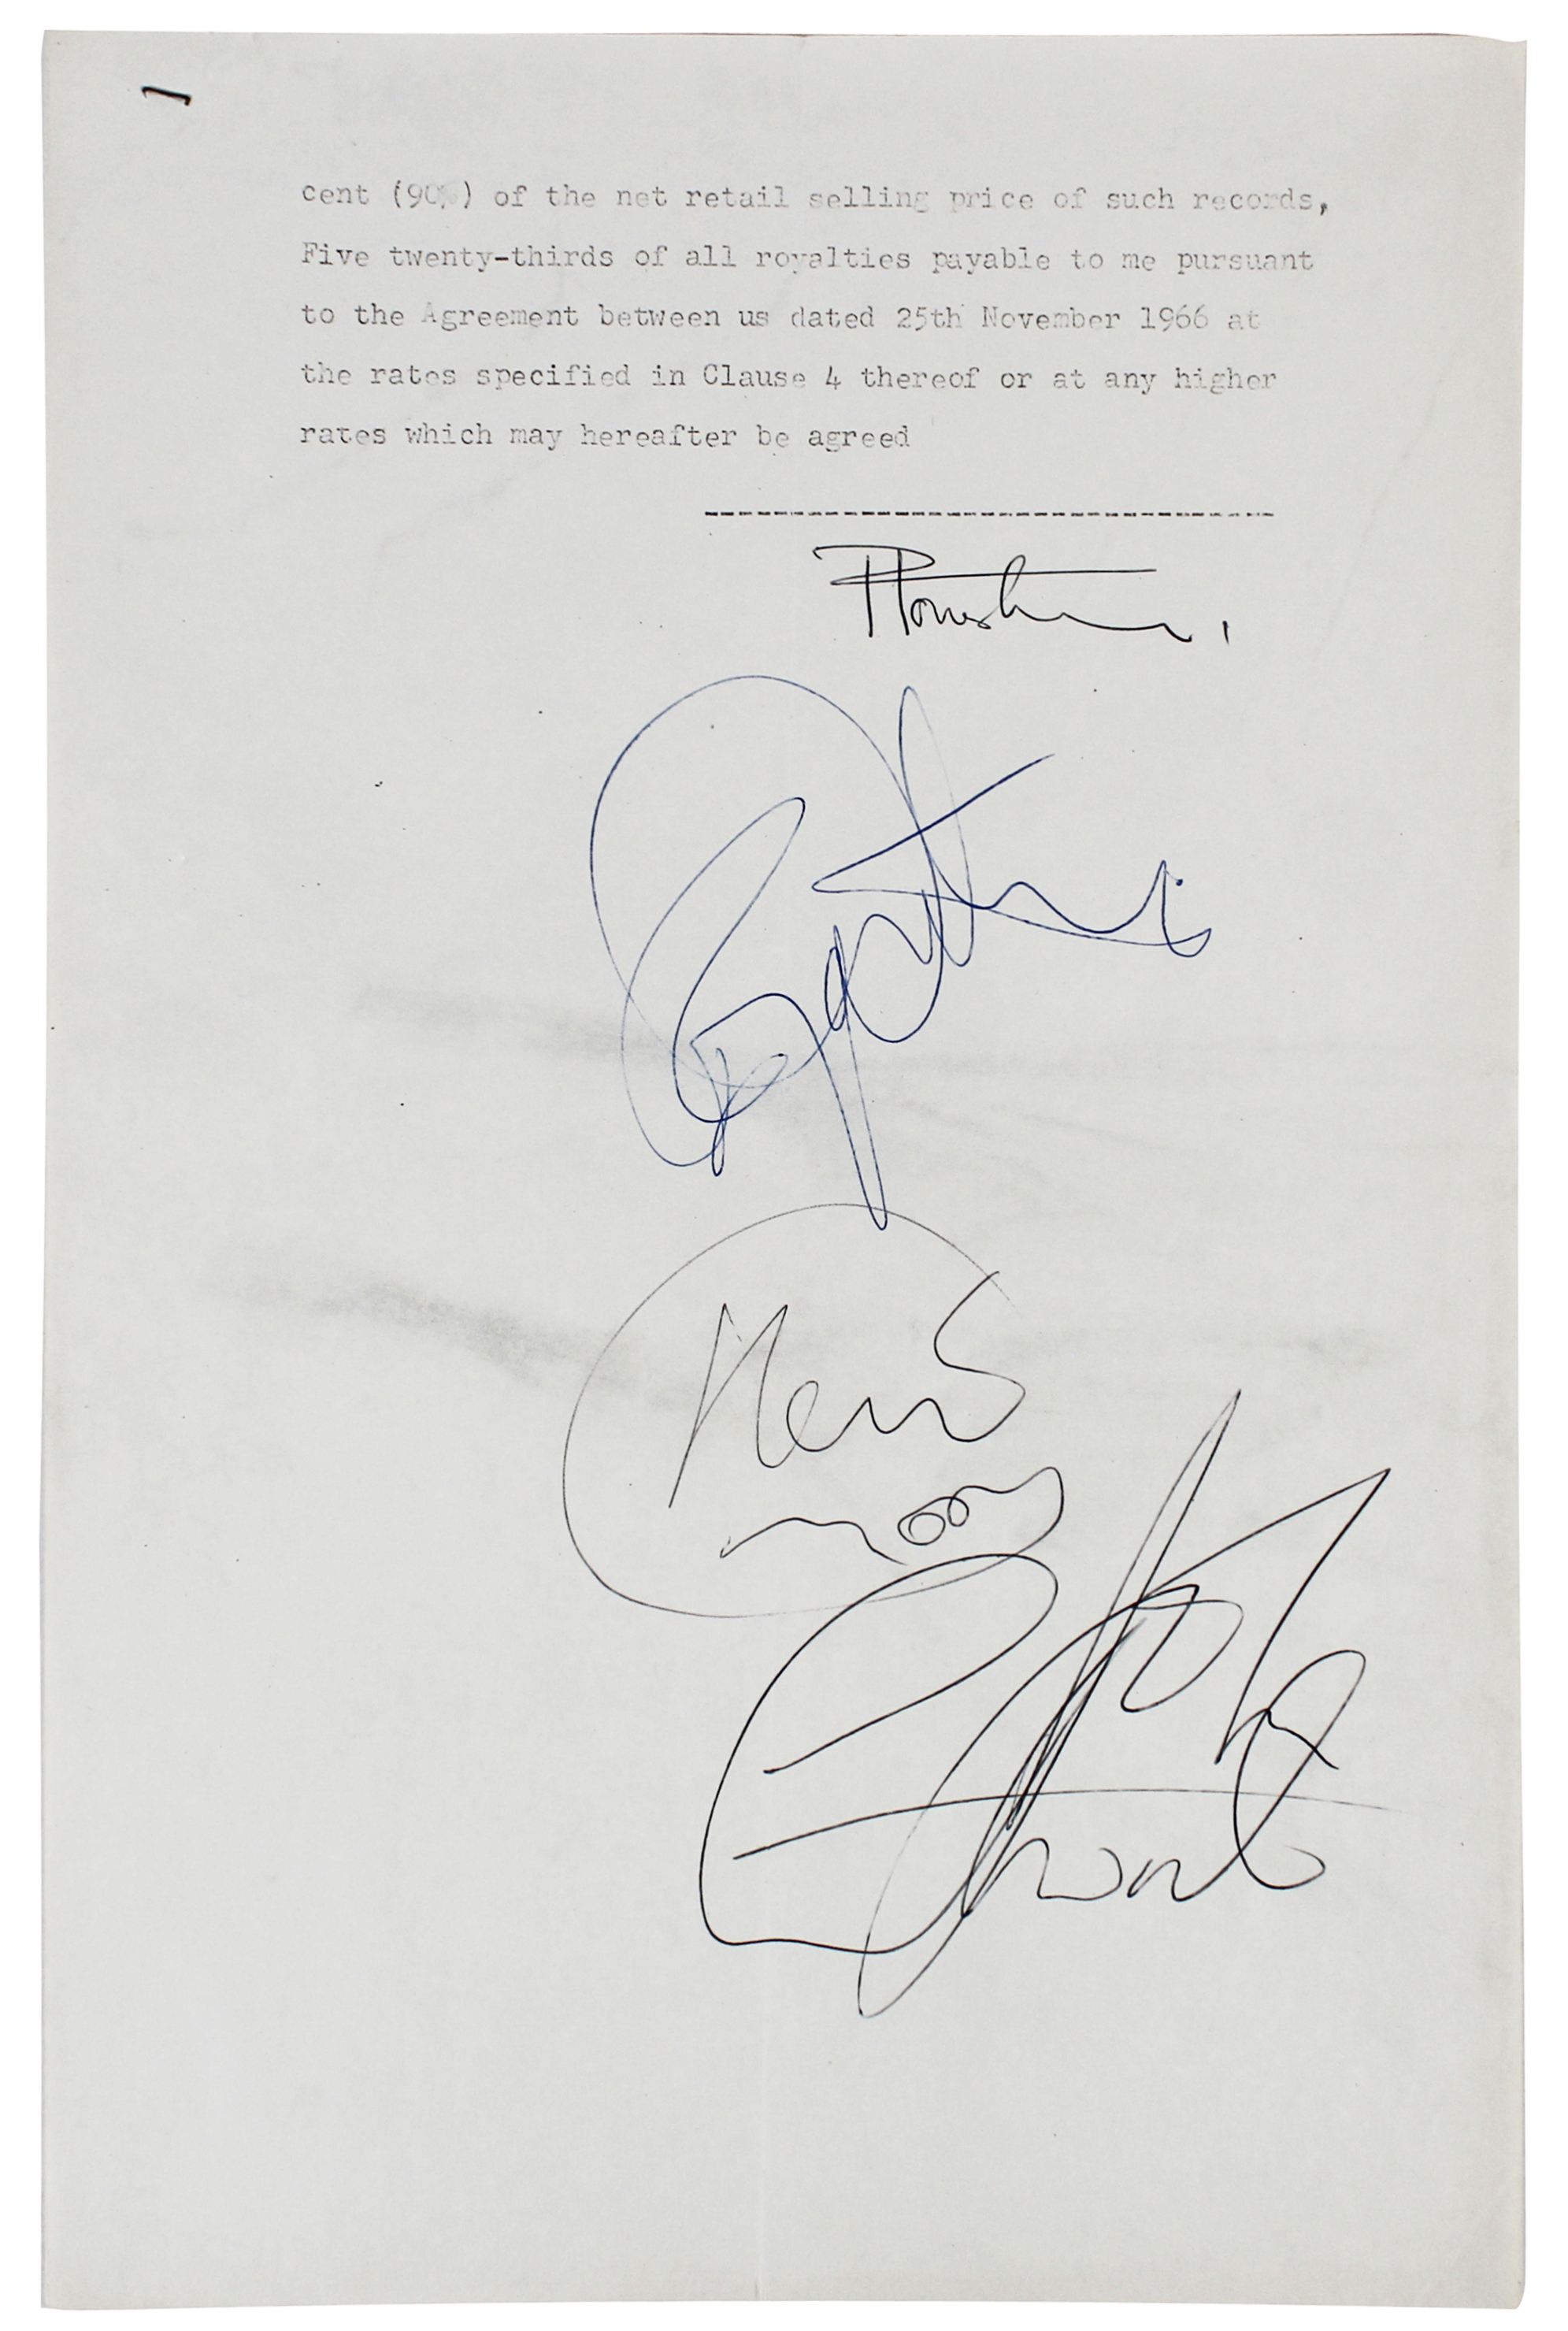 cent (90%) of the net retail selling price of such records,
Five twenty-thirds of all royalties payable to me pursuant
to the Agreement between us dated 25th November 1966 at
the rates specified in Clause 4 thereof or at any higher
rates which may hereafter be agreed
Keith
moon